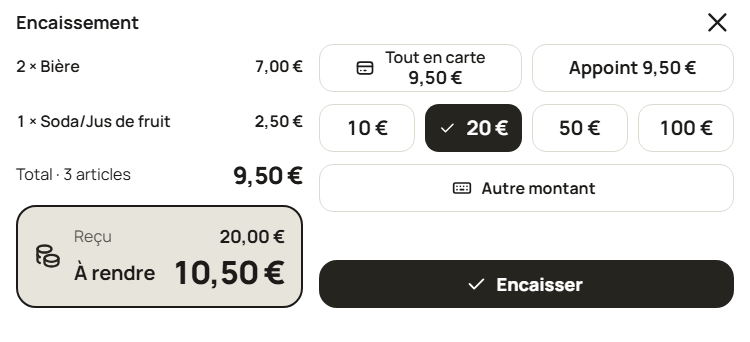 Encaissement
2 × Bière 7,00 €
1 × Soda/Jus de fruit 2,50 €
Total · 3 articles 9,50 €
Reçu 20,00 €
À rendre 10,50 €
Tout en carte
9,50 €
Appoint 9,50 €
10 € 20 € 50 € 100 €
Autre montant
Encaisser